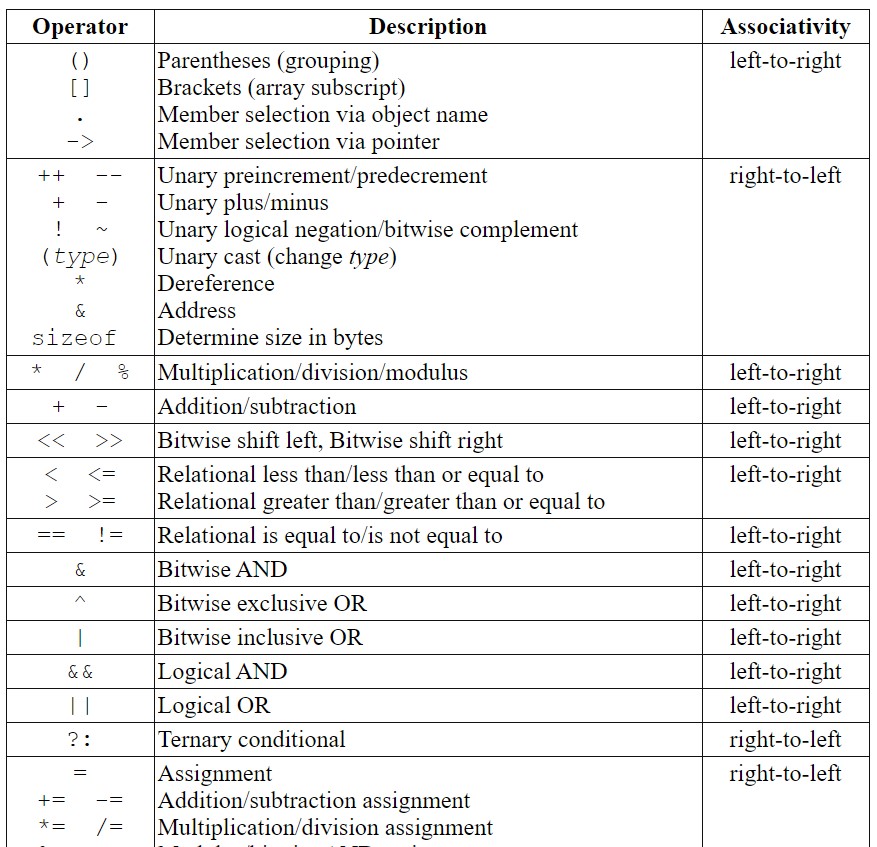 Operator Description Associativity
() Parentheses (grouping) left-to-right
[] Brackets (array subscript)
. Member selection via object name
-> Member selection via pointer
++ -- Unary preincrement/predecrement right-to-left
+ - Unary plus/minus
! ~ Unary logical negation/bitwise complement
(type) Unary cast (change type)
* Dereference
& Address
sizeof Determine size in bytes
* / % Multiplication/division/modulus left-to-right
+ - Addition/subtraction left-to-right
<< >> Bitwise shift left, Bitwise shift right left-to-right
< <= Relational less than/less than or equal to left-to-right
> >= Relational greater than/greater than or equal to
== != Relational is equal to/is not equal to left-to-right
& Bitwise AND left-to-right
^ Bitwise exclusive OR left-to-right
| Bitwise inclusive OR left-to-right
&& Logical AND left-to-right
|| Logical OR left-to-right
?: Ternary conditional right-to-left
= Assignment right-to-left
+= -= Addition/subtraction assignment
*= /= Multiplication/division assignment